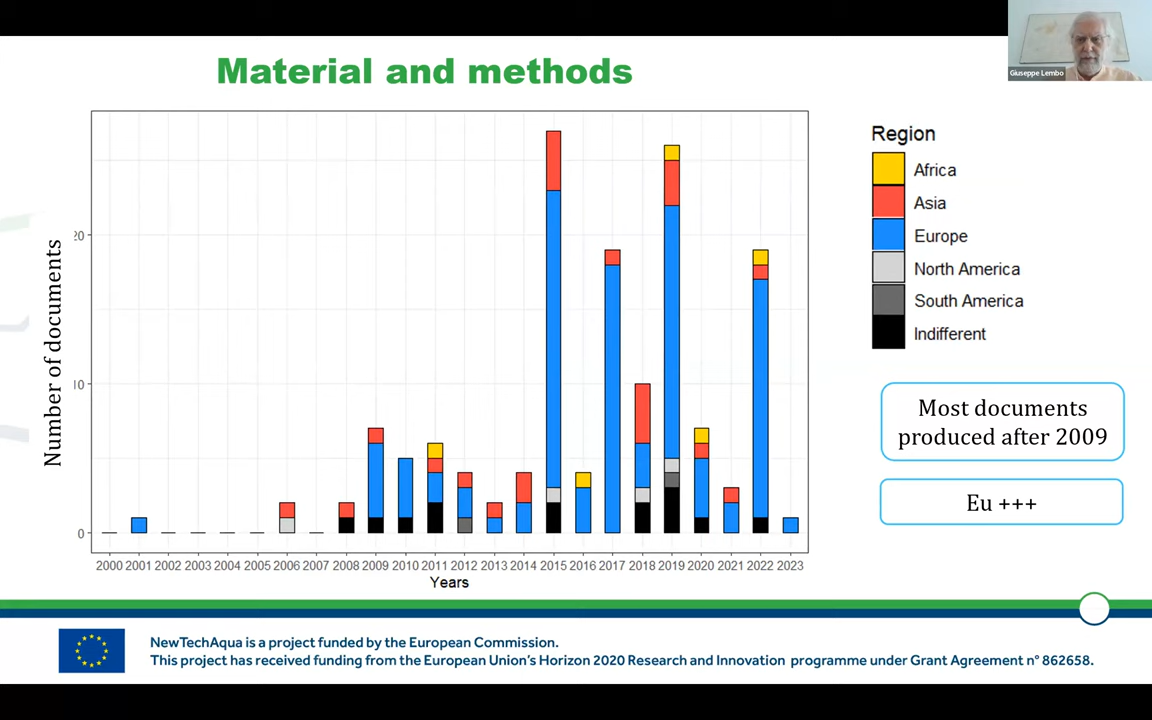 Material and methods
Giuseppe Lembo
Number of documents
20
10
0
2000 2001 2002 2003 2004 2005 2006 2007 2008 2009 2010 2011 2012 2013 2014 2015 2016 2017 2018 2019 2020 2021 2022 2023
Years
Region
Africa
Asia
Europe
North America
South America
Indifferent
Most documents
produced after 2009
Eu +++
NewTechAqua is a project funded by the European Commission.
This project has received funding from the European Union's Horizon 2020 Research and Innovation programme under Grant Agreement n° 862658.